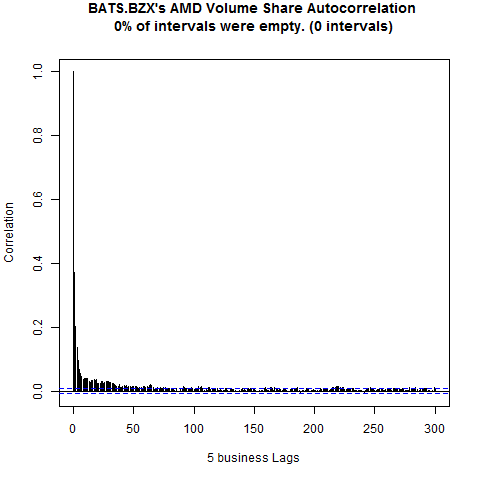 BATS.BZX's AMD Volume Share Autocorrelation
0% of intervals were empty. (0 intervals)
Correlation
1.0
0.8
0.6
0.4
0.2
0.0
0 50 100 150 200 250 300
5 business Lags